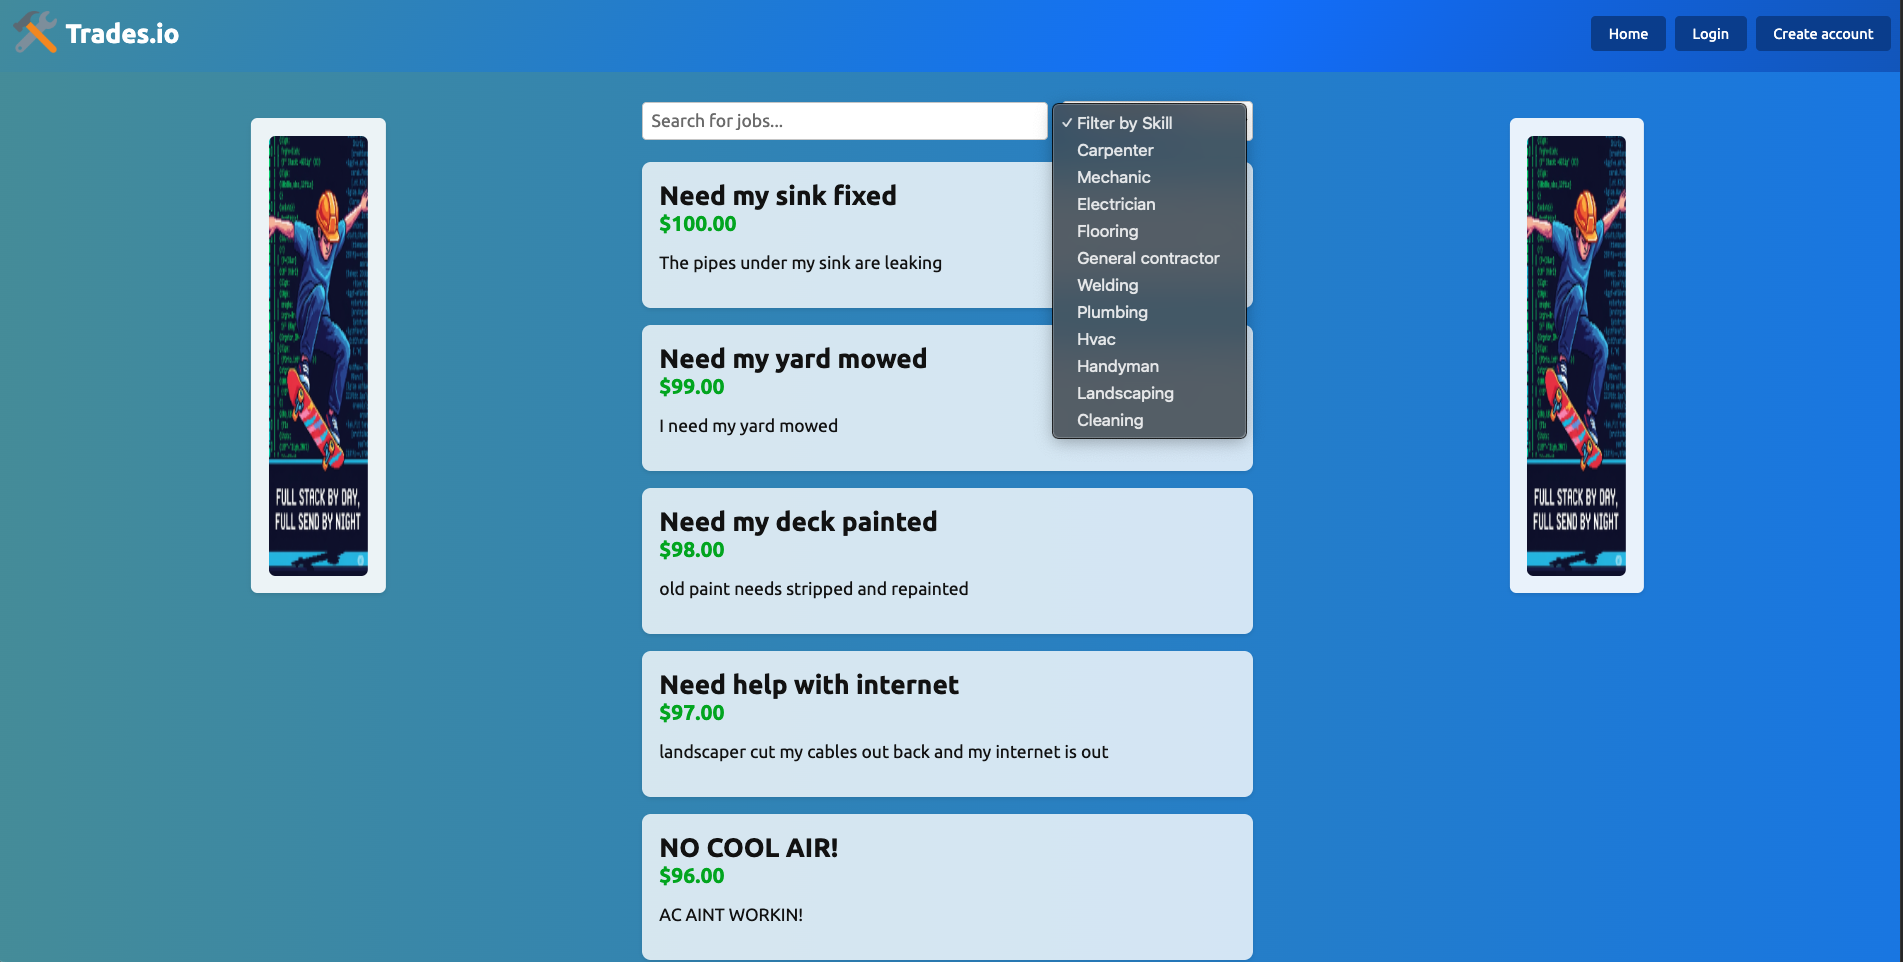 Trades.io
Home
Login
Create account
Search for jobs...
✓ Filter by Skill
Carpenter
Mechanic
Electrician
Flooring
General contractor
Welding
Plumbing
Hvac
Handyman
Landscaping
Cleaning
Need my sink fixed
$100.00
The pipes under my sink are leaking
Need my yard mowed
$99.00
I need my yard mowed
Need my deck painted
$98.00
old paint needs stripped and repainted
Need help with internet
$97.00
landscaper cut my cables out back and my internet is out
NO COOL AIR!
$96.00
AC AINT WORKIN!
FULL STACK BY DAY,
FULL SEND BY NIGHT
FULL STACK BY DAY,
FULL SEND BY NIGHT